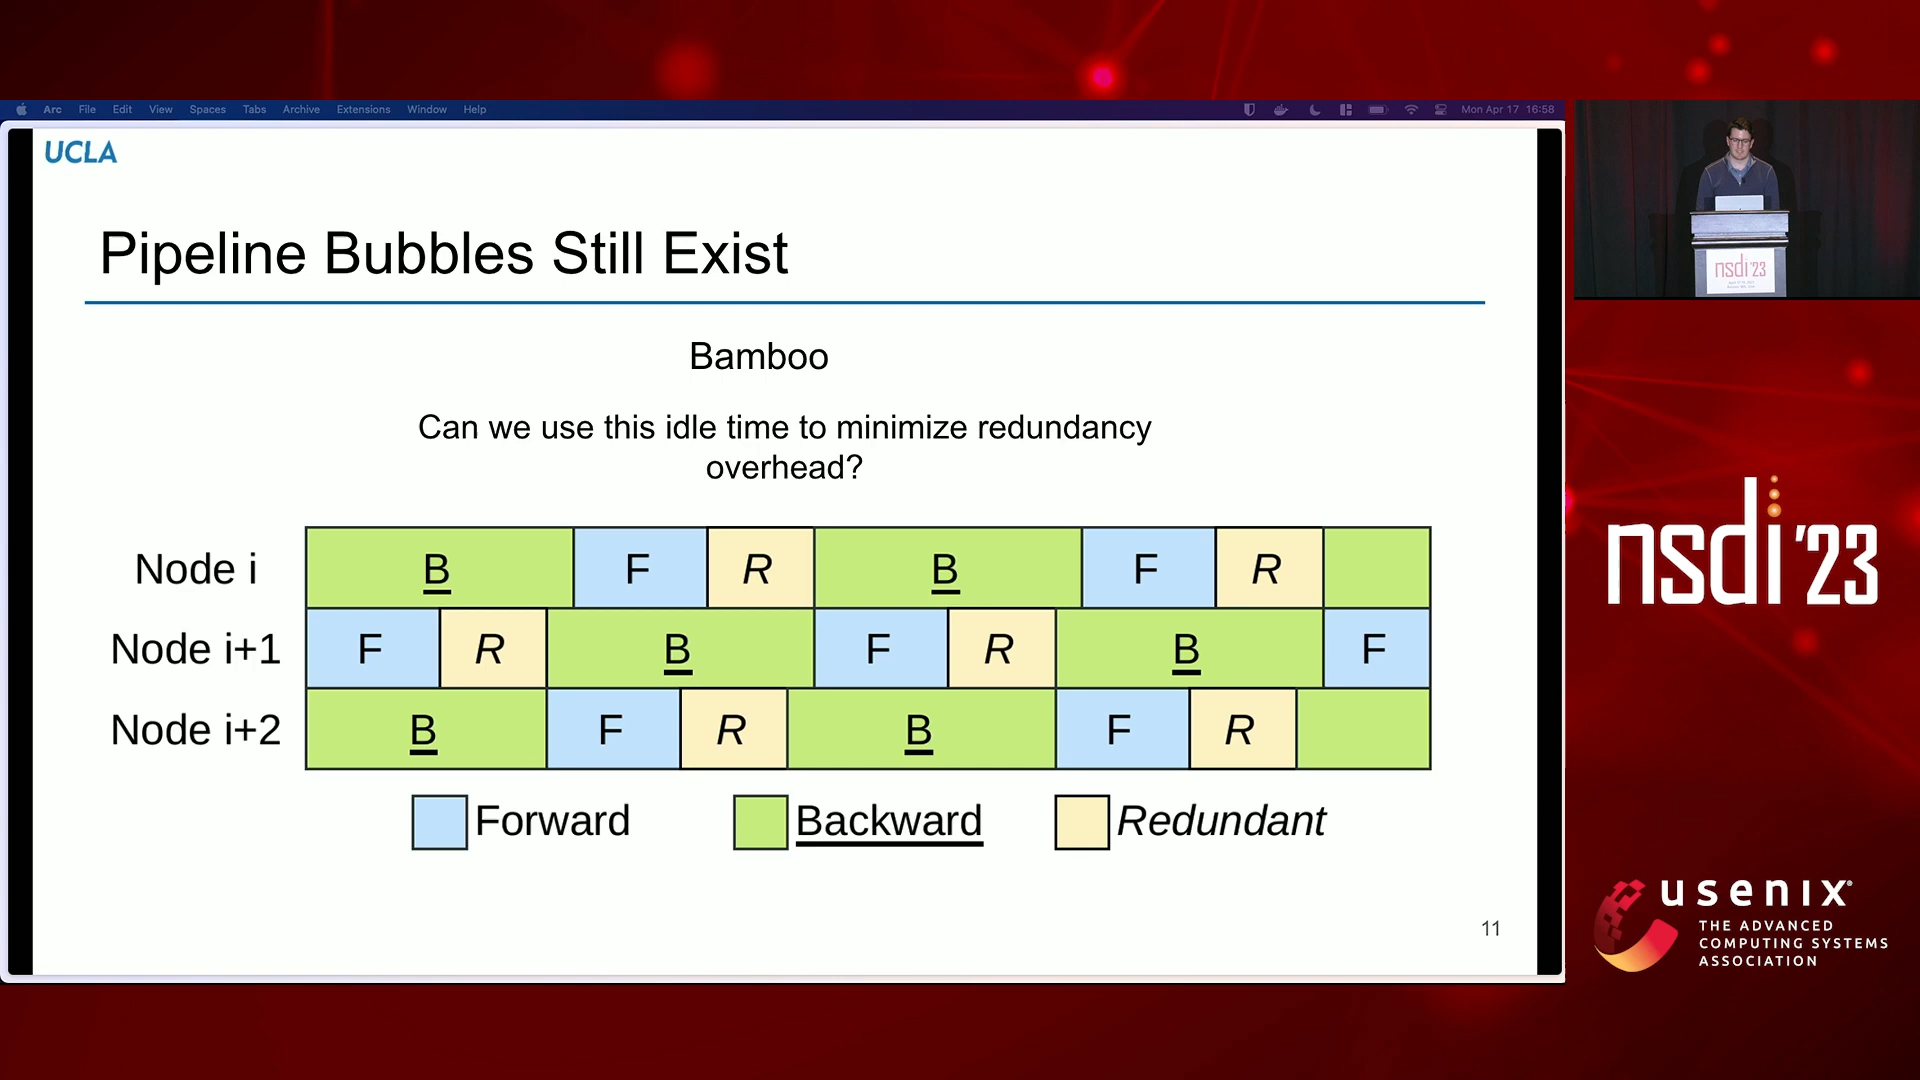 Arc File Edit View Spaces Tabs Archive Extensions Window Help Mon Apr 17 16:58
UCLA
Pipeline Bubbles Still Exist
Bamboo
Can we use this idle time to minimize redundancy
overhead?
Node i B F R B F R
Node i+1 F R B F R B F
Node i+2 B F R B F R
Forward Backward Redundant
11
nsdi'23
nsdi'23
usenix
THE ADVANCED
COMPUTING SYSTEMS
ASSOCIATION